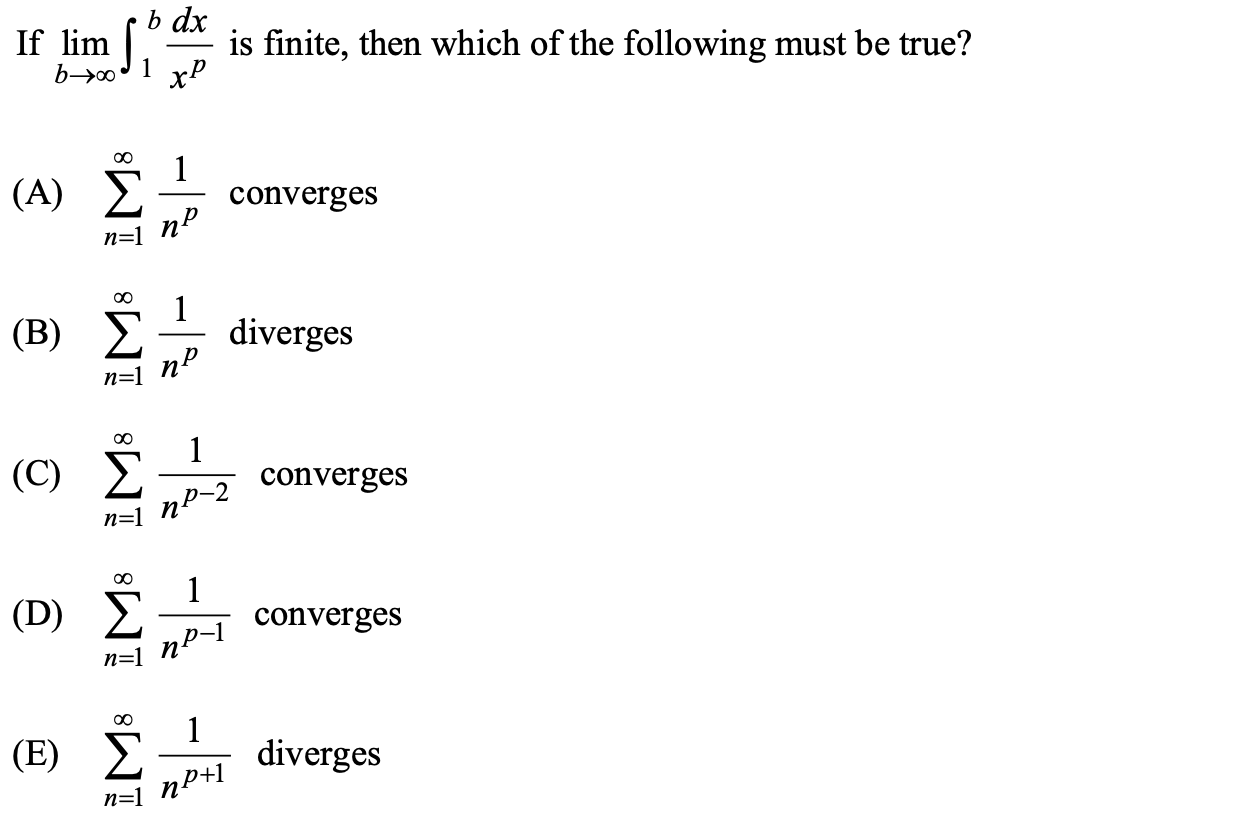 If $\lim_{b \to \infty} \int_{1}^{b} \frac{dx}{x^p}$ is finite, then which of the following must be true?
(A) $\sum_{n=1}^{\infty} \frac{1}{n^p}$ converges
(B) $\sum_{n=1}^{\infty} \frac{1}{n^p}$ diverges
(C) $\sum_{n=1}^{\infty} \frac{1}{n^{p-2}}$ converges
(D) $\sum_{n=1}^{\infty} \frac{1}{n^{p-1}}$ converges
(E) $\sum_{n=1}^{\infty} \frac{1}{n^{p+1}}$ diverges